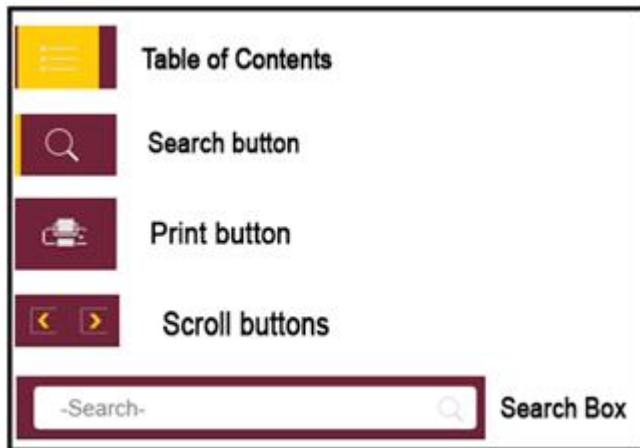 Table of Contents
Search button
Print button
Scroll buttons
-Search-
Search Box